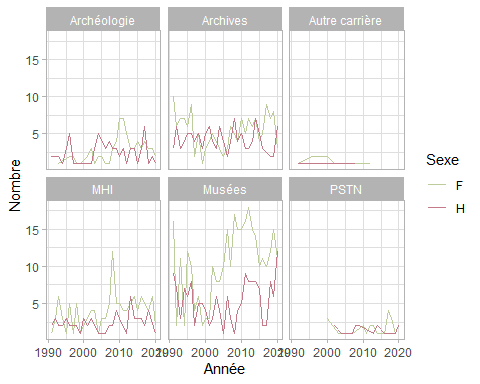 Archéologie Archives Autre carrière
15
10
5
MHI Musées PSTN
15
10
5
Nombre
1990 2000 2010 2020 1990 2000 2010 2020 1990 2000 2010 2020
Année
Sexe
F
H